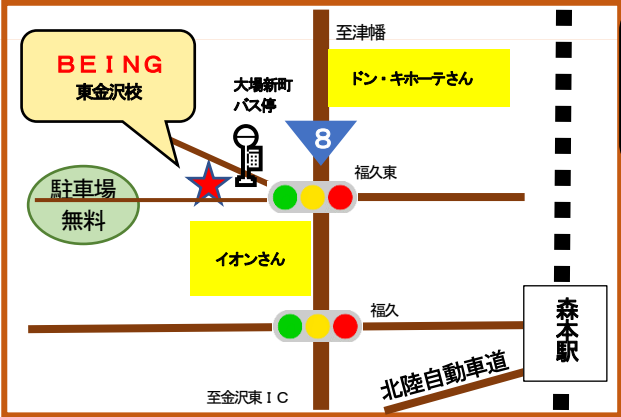 至津幡
BEING
東金沢校
大場新町
バス停
ドン・キホーテさん
8
福久東
駐車場
無料
イオンさん
福久
森本駅
北陸自動車道
至金沢東IC